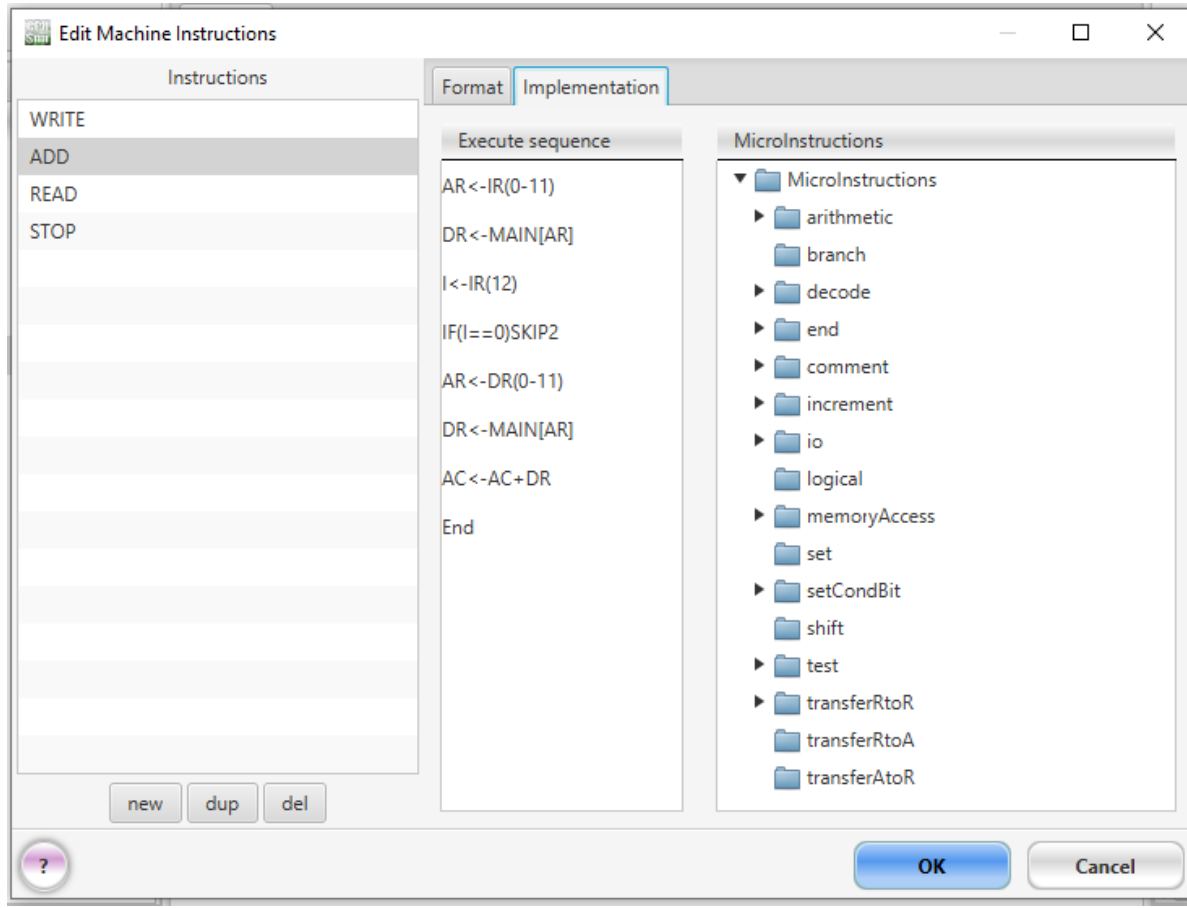 Edit Machine Instructions
Instructions
WRITE
ADD
READ
STOP
new dup del
Format Implementation
Execute sequence
AR<-IR(0-11)
DR<-MAIN[AR]
I<-IR(12)
IF(I==0)SKIP2
AR<-DR(0-11)
DR<-MAIN[AR]
AC<-AC+DR
End
MicroInstructions
MicroInstructions
arithmetic
branch
decode
end
comment
increment
io
logical
memoryAccess
set
setCondBit
shift
test
transferRtoR
transferRtoA
transferAtoR
?
OK Cancel